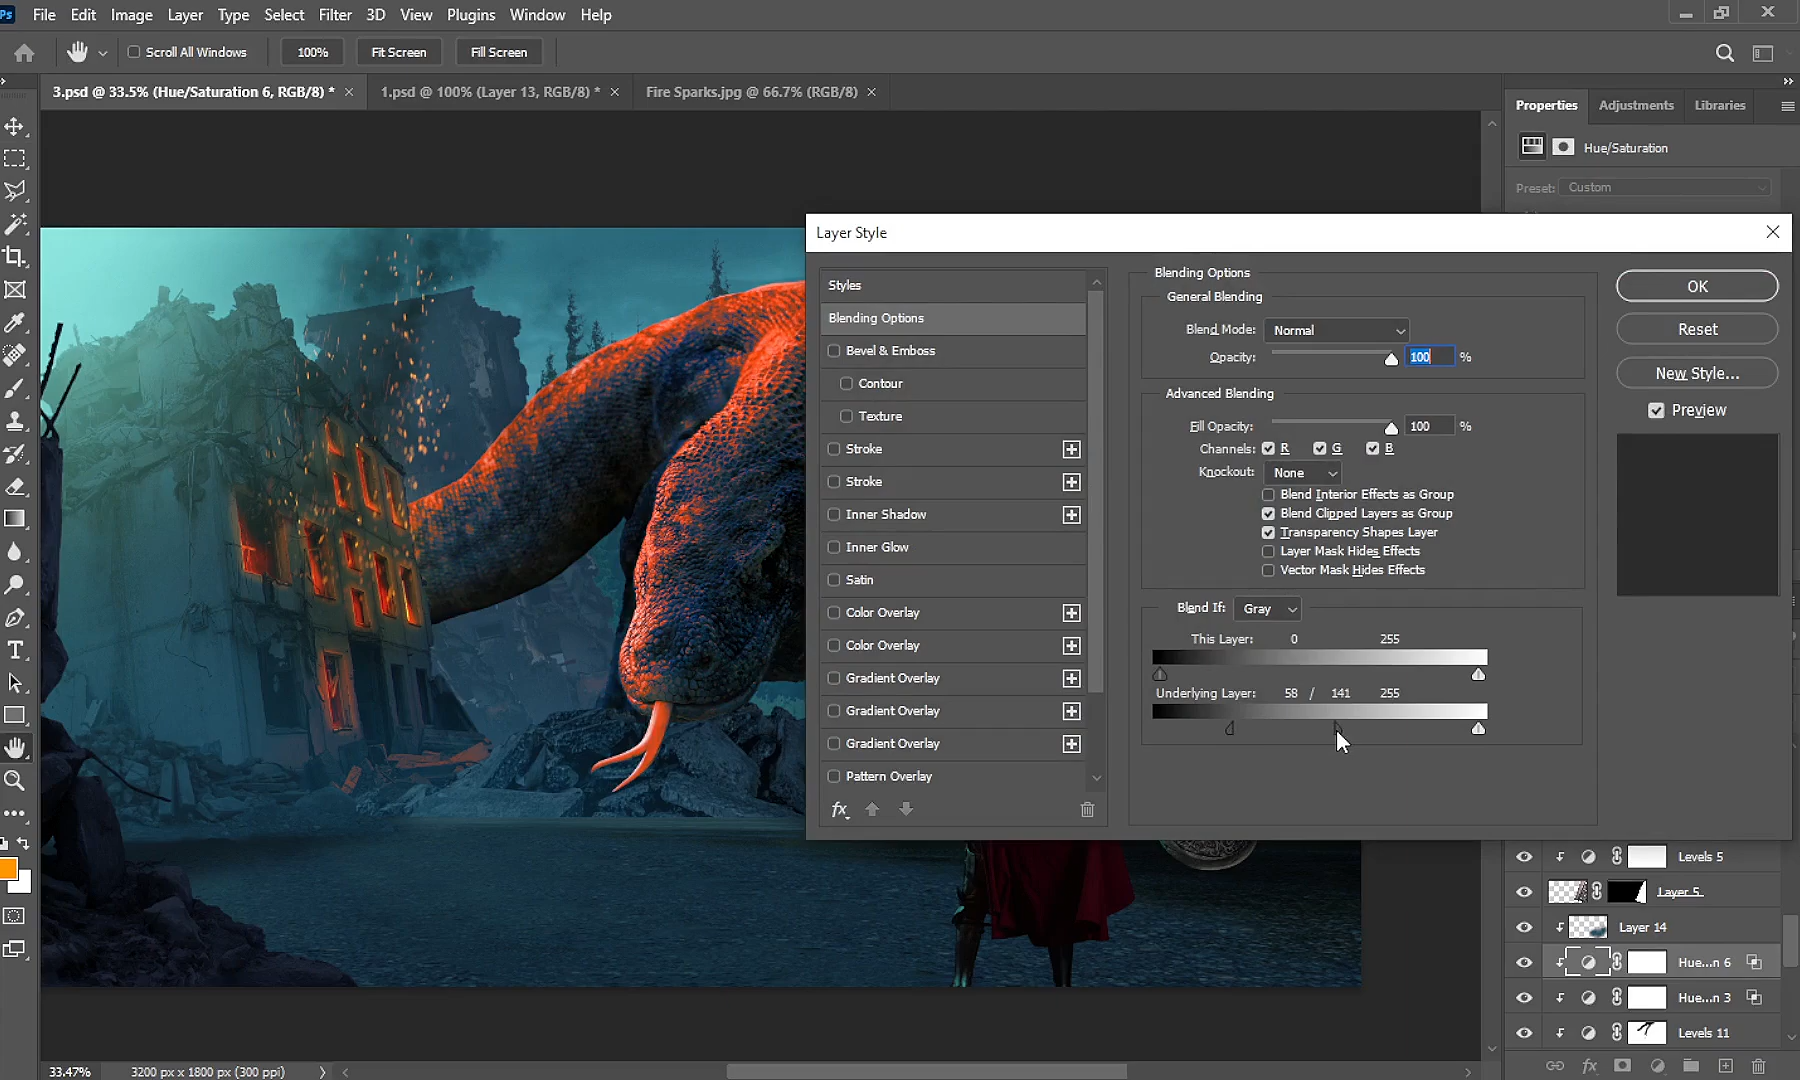 Ps File Edit Image Layer Type Select Filter 3D View Plugins Window Help
Scroll All Windows 100% Fit Screen Fill Screen
3.psd @ 33.5% (Hue/Saturation 6, RGB/8) * × 1.psd @ 100% (Layer 13, RGB/8) * × Fire Sparks.jpg @ 66.7% (RGB/8) ×
Properties Adjustments Libraries
Hue/Saturation
Preset: Custom
Layer Style
Styles
Blending Options
Bevel & Emboss
Contour
Texture
Stroke
Stroke
Inner Shadow
Inner Glow
Satin
Color Overlay
Color Overlay
Gradient Overlay
Gradient Overlay
Gradient Overlay
Pattern Overlay
fx
Blending Options
General Blending
Blend Mode: Normal
Opacity: 100 %
Advanced Blending
Fill Opacity: 100 %
Channels: R G B
Knockout: None
Blend Interior Effects as Group
Blend Clipped Layers as Group
Transparency Shapes Layer
Layer Mask Hides Effects
Vector Mask Hides Effects
Blend If: Gray
This Layer: 0 255
Underlying Layer: 58 / 141 255
OK
Reset
New Style...
Preview
Levels 5
Layer 5
Layer 14
Hue...n 6
Hue...n 3
Levels 11
fx
33.47% 3200 px x 1800 px (300 ppi)